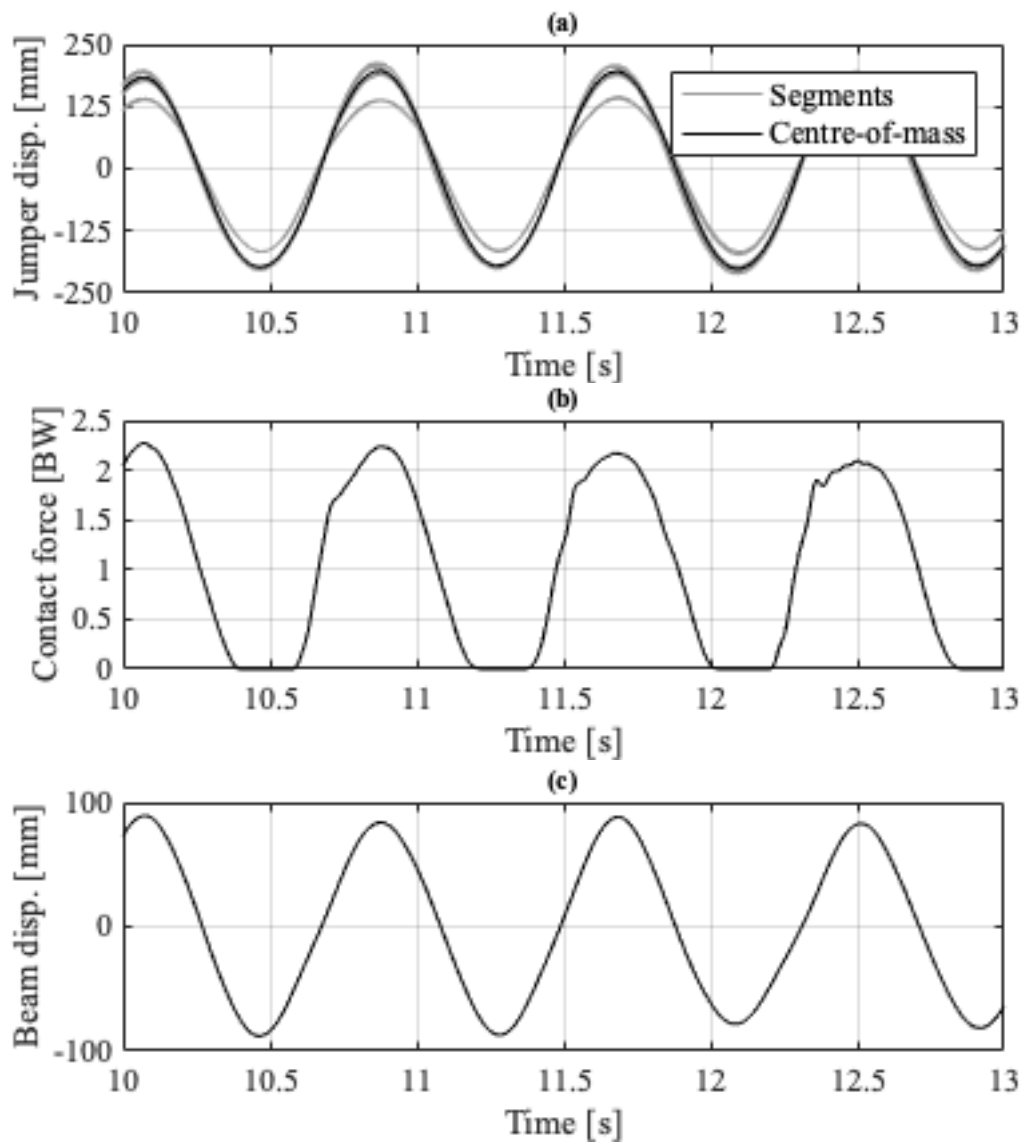 (a)
250
125
0
-125
-250
Jumper disp. [mm]
Segments
Centre-of-mass
10 10.5 11 11.5 12 12.5 13
Time [s]
(b)
2.5
2
1.5
1
0.5
0
Contact force [BW]
10 10.5 11 11.5 12 12.5 13
Time [s]
(c)
100
0
-100
Beam disp. [mm]
10 10.5 11 11.5 12 12.5 13
Time [s]